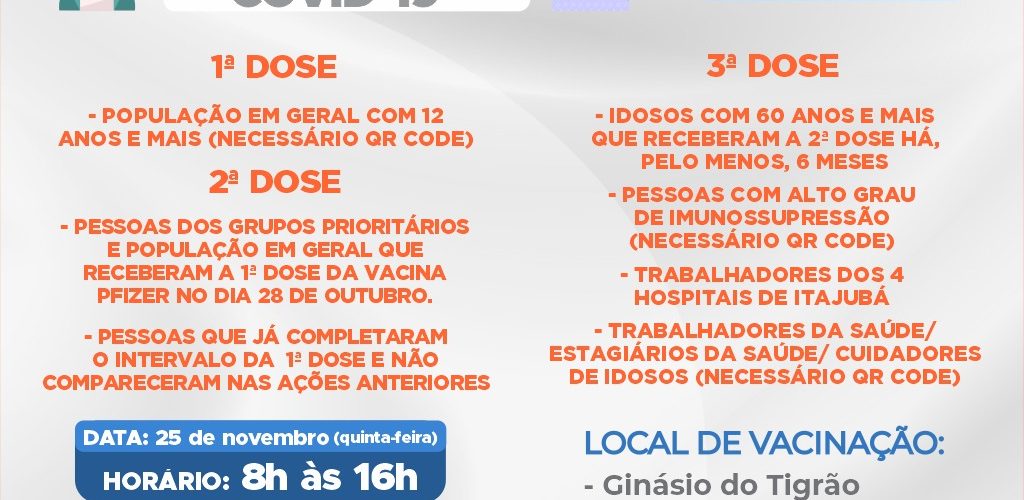 COVID-19
1ª DOSE
- POPULAÇÃO EM GERAL COM 12
ANOS E MAIS (NECESSÁRIO QR CODE)
2ª DOSE
- PESSOAS DOS GRUPOS PRIORITÁRIOS
E POPULAÇÃO EM GERAL QUE
RECEBERAM A 1ª DOSE DA VACINA
PFIZER NO DIA 28 DE OUTUBRO.
- PESSOAS QUE JÁ COMPLETARAM
O INTERVALO DA 1ª DOSE E NÃO
COMPARECERAM NAS AÇÕES ANTERIORES
DATA: 25 de novembro (quinta-feira)
HORÁRIO: 8h às 16h
3ª DOSE
- IDOSOS COM 60 ANOS E MAIS
QUE RECEBERAM A 2ª DOSE HÁ,
PELO MENOS, 6 MESES
- PESSOAS COM ALTO GRAU
DE IMUNOSSUPRESSÃO
(NECESSÁRIO QR CODE)
- TRABALHADORES DOS 4
HOSPITAIS DE ITAJUBÁ
- TRABALHADORES DA SAÚDE/
ESTAGIÁRIOS DA SAÚDE/ CUIDADORES
DE IDOSOS (NECESSÁRIO QR CODE)
LOCAL DE VACINAÇÃO:
- Ginásio do Tigrão